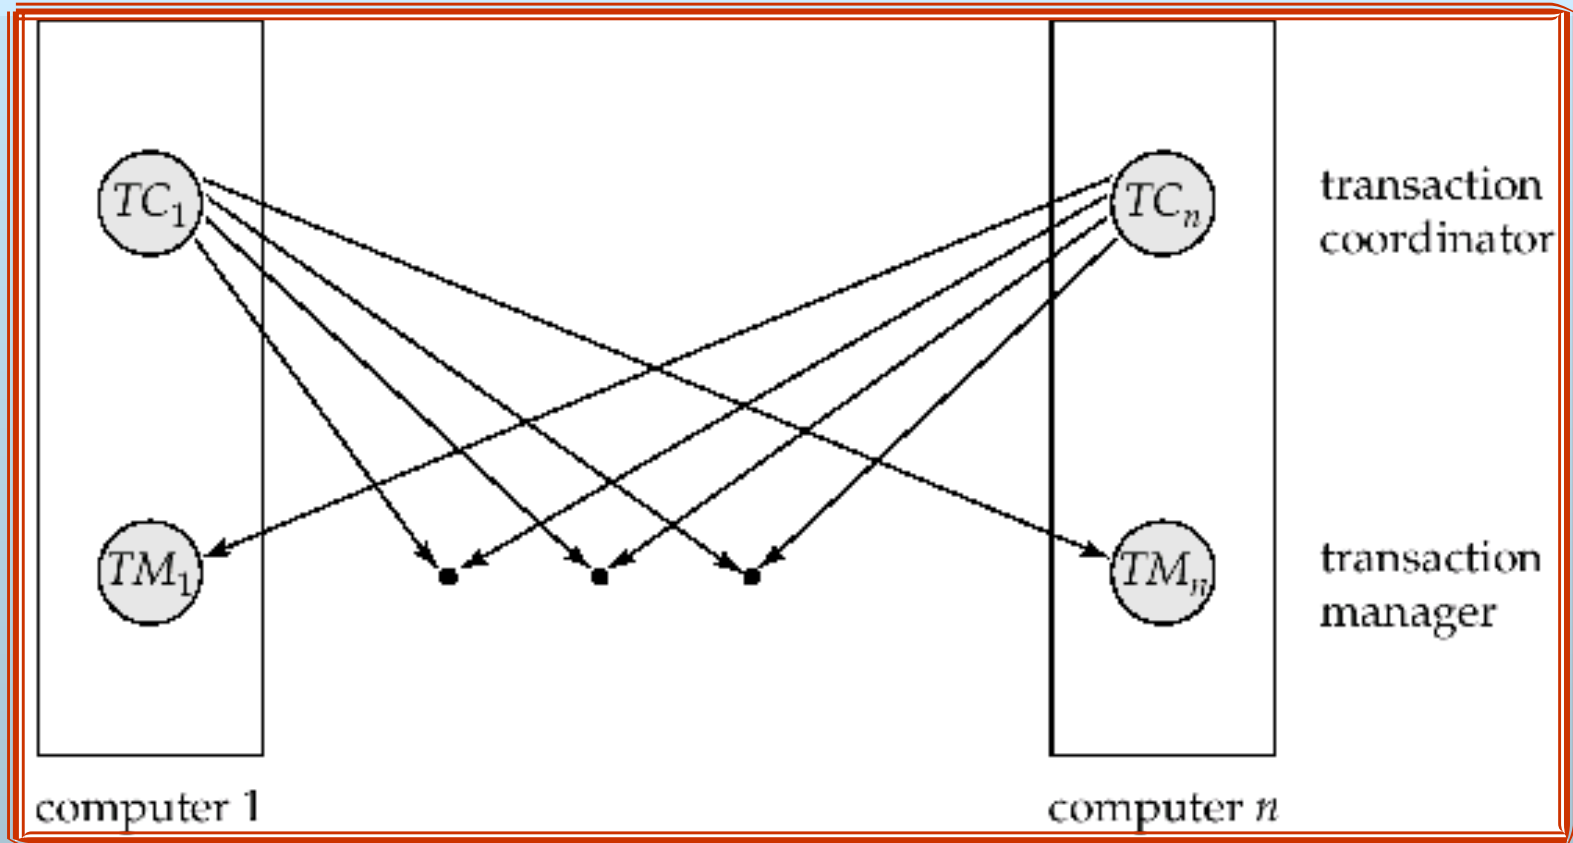 TC1
TCn
transaction
coordinator
TM1
TMn
transaction
manager
computer 1
computer n